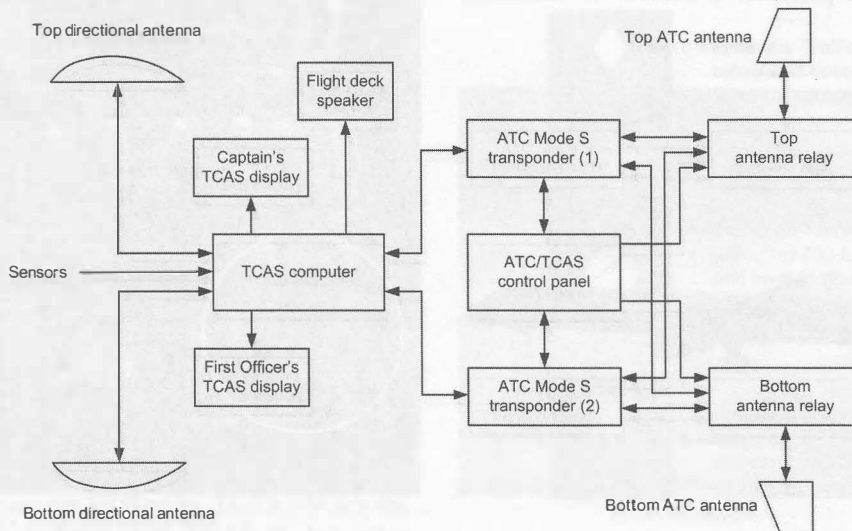 Top directional antenna
Top ATC antenna
Flight deck
speaker
Captain's
TCAS display
ATC Mode S
transponder (1)
Top
antenna relay
Sensors
TCAS computer
ATC/TCAS
control panel
First Officer's
TCAS display
ATC Mode S
transponder (2)
Bottom
antenna relay
Bottom directional antenna
Bottom ATC antenna